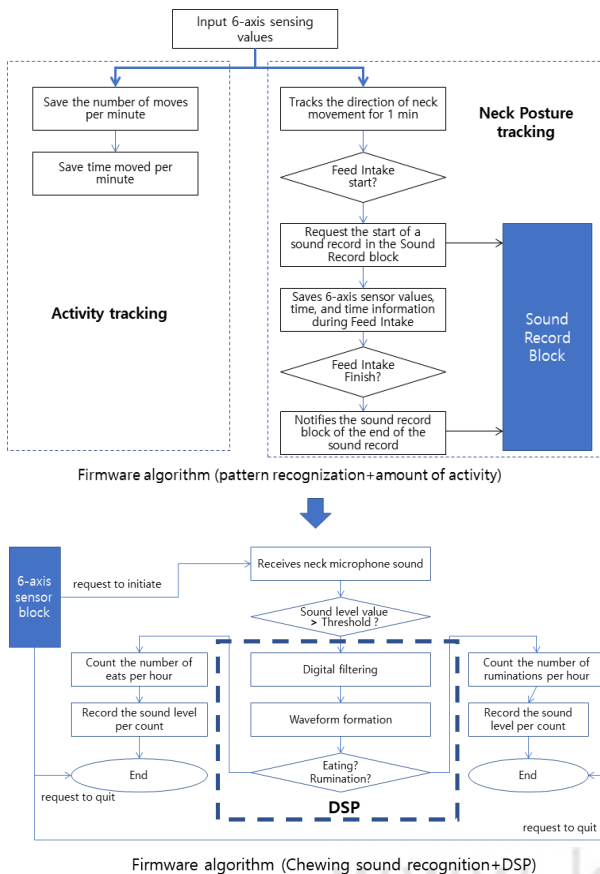 Input 6-axis sensing
values
Save the number of moves
per minute
Save time moved per
minute
Activity tracking
Tracks the direction of neck
movement for 1 min
Neck Posture
tracking
Feed Intake
start?
Request the start of a
sound record in the Sound
Record block
Saves 6-axis sensor values,
time, and time information
during Feed Intake
Feed Intake
Finish?
Notifies the sound record
block of the end of the
sound record
Sound
Record
Block
Firmware algorithm (pattern recognization+amount of activity)
6-axis
sensor
block
request to initiate
Receives neck microphone sound
Sound level value
> Threshold ?
Count the number of
eats per hour
Record the sound level
per count
End
request to quit
Digital filtering
Waveform formation
Eating?
Rumination?
DSP
Count the number of
ruminations per hour
Record the sound
level per count
End
request to quit
Firmware algorithm (Chewing sound recognition+DSP)